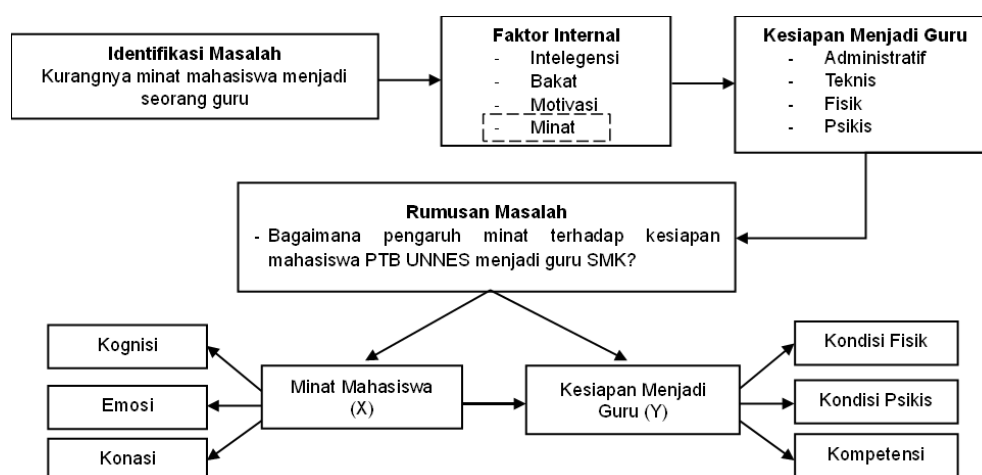 Identifikasi Masalah
Kurangnya minat mahasiswa menjadi
seorang guru
Faktor Internal
- Intelegensi
- Bakat
- Motivasi
- Minat
Kesiapan Menjadi Guru
- Administratif
- Teknis
- Fisik
- Psikis
Rumusan Masalah
- Bagaimana pengaruh minat terhadap kesiapan
mahasiswa PTB UNNES menjadi guru SMK?
Kognisi
Emosi
Konasi
Minat Mahasiswa
(X)
Kesiapan Menjadi
Guru (Y)
Kondisi Fisik
Kondisi Psikis
Kompetensi